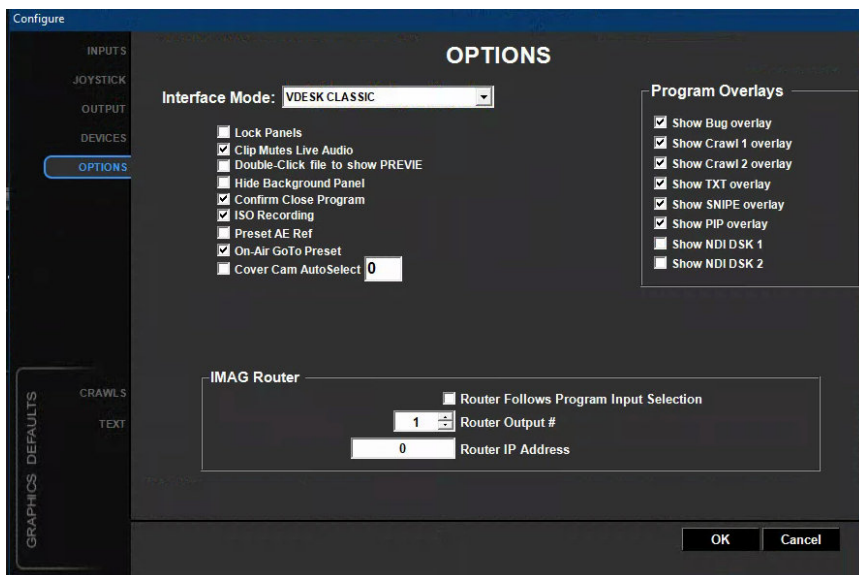 Configure
INPUTS
JOYSTICK
OUTPUT
DEVICES
OPTIONS
OPTIONS
Interface Mode: VDESK CLASSIC
Lock Panels
Clip Mutes Live Audio
Double-Click file to show PREVIE
Hide Background Panel
Confirm Close Program
ISO Recording
Preset AE Ref
On-Air GoTo Preset
Cover Cam AutoSelect 0
Program Overlays
Show Bug overlay
Show Crawl 1 overlay
Show Crawl 2 overlay
Show TXT overlay
Show SNIPE overlay
Show PIP overlay
Show NDI DSK 1
Show NDI DSK 2
IMAG Router
Router Follows Program Input Selection
1 Router Output #
0 Router IP Address
GRAPHICS DEFAULTS
CRAWLS
TEXT
OK Cancel